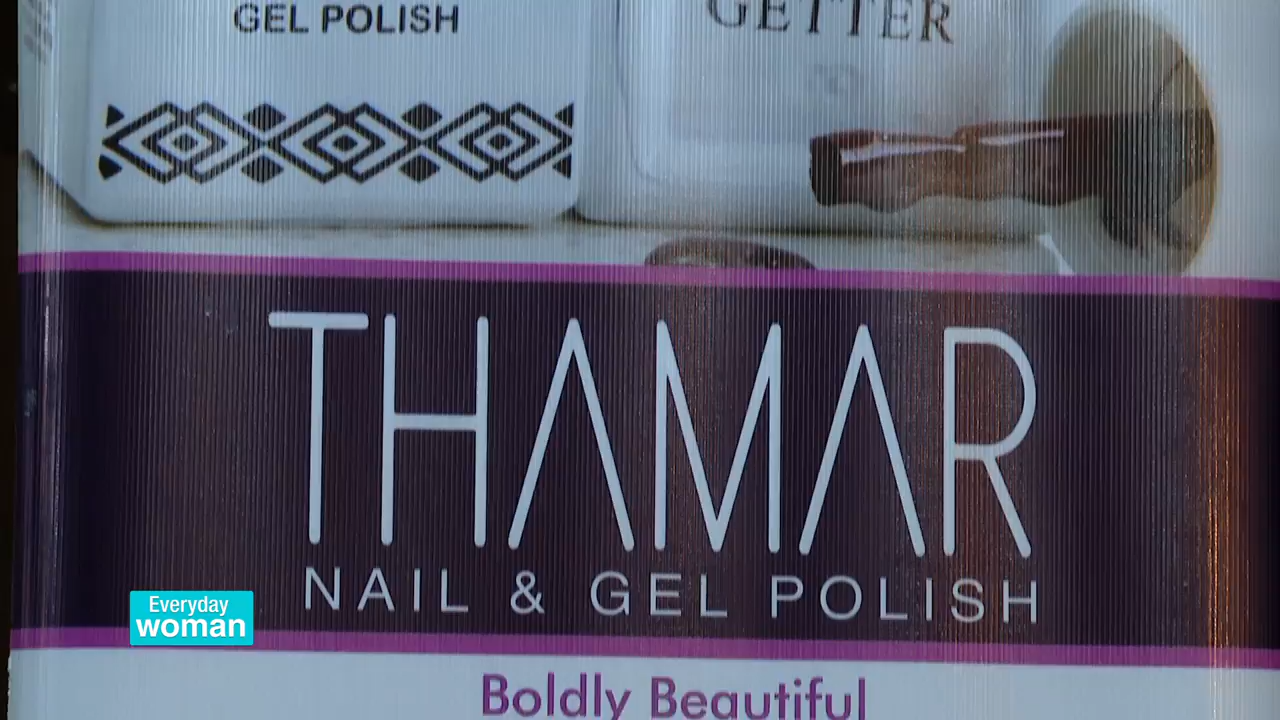 GEL POLISH
GETTER
THAMAR
NAIL & GEL POLISH
Everyday
woman
Boldly Beautiful